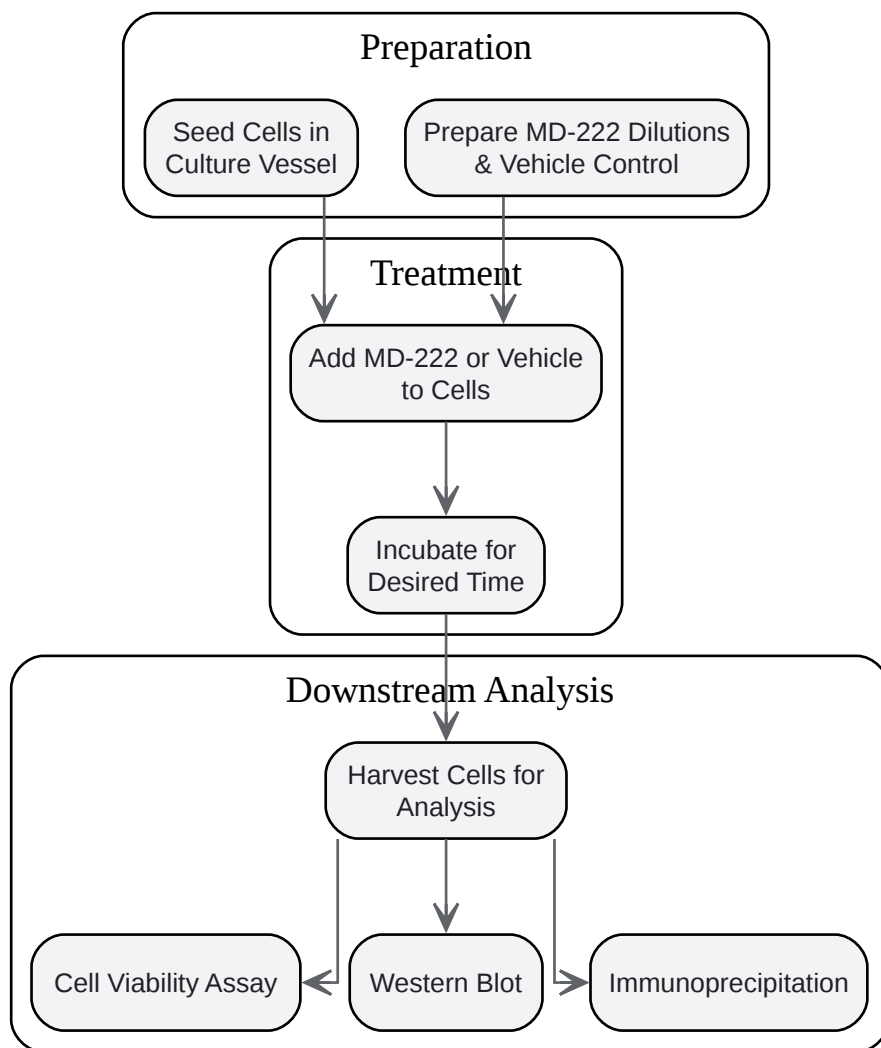 Preparation
Seed Cells in
Culture Vessel
Prepare MD-222 Dilutions
& Vehicle Control
Treatment
Add MD-222 or Vehicle
to Cells
Incubate for
Desired Time
Downstream Analysis
Harvest Cells for
Analysis
Cell Viability Assay
Western Blot
Immunoprecipitation